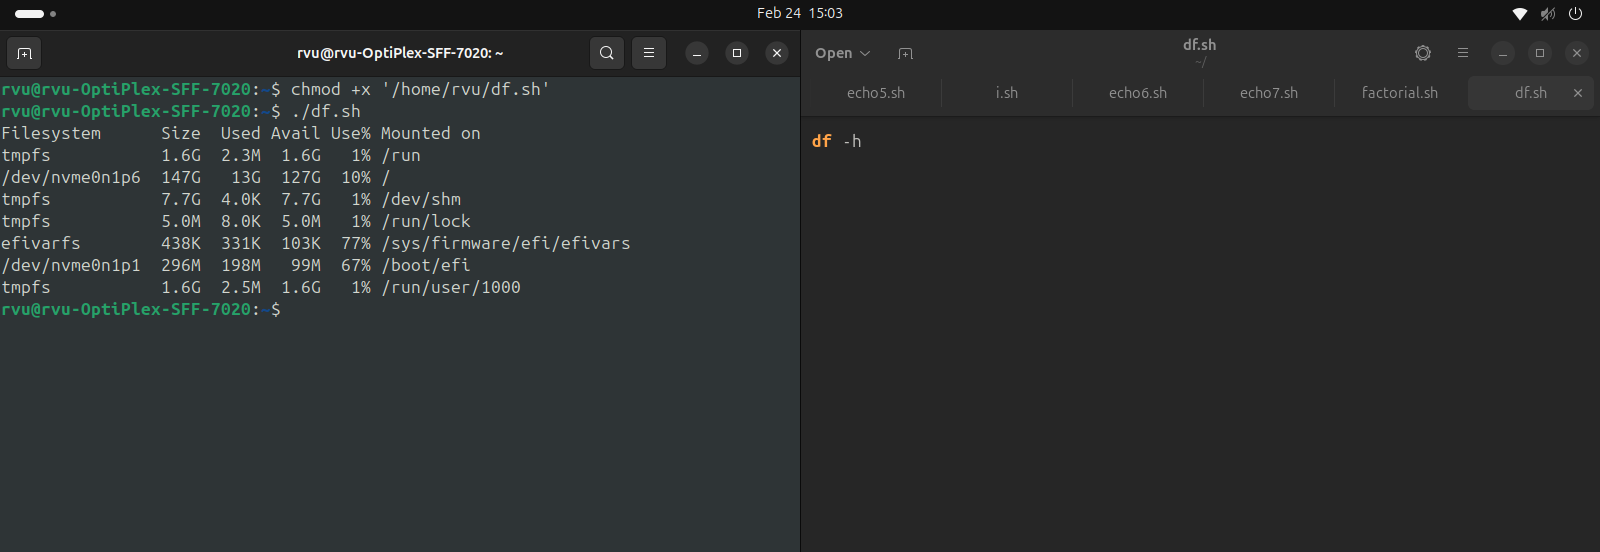 Feb 24 15:03
rvu@rvu-OptiPlex-SFF-7020: ~
rvu@rvu-OptiPlex-SFF-7020:~$ chmod +x '/home/rvu/df.sh'
rvu@rvu-OptiPlex-SFF-7020:~$ ./df.sh
Filesystem      Size  Used Avail Use% Mounted on
tmpfs           1.6G  2.3M  1.6G   1% /run
/dev/nvme0n1p6  147G   13G  127G  10% /
tmpfs           7.7G  4.0K  7.7G   1% /dev/shm
tmpfs           5.0M  8.0K  5.0M   1% /run/lock
efivarfs        438K  331K  103K  77% /sys/firmware/efi/efivars
/dev/nvme0n1p1  296M  198M   99M  67% /boot/efi
tmpfs           1.6G  2.5M  1.6G   1% /run/user/1000
rvu@rvu-OptiPlex-SFF-7020:~$
Open
df.sh
~/
echo5.sh i.sh echo6.sh echo7.sh factorial.sh df.sh
df -h